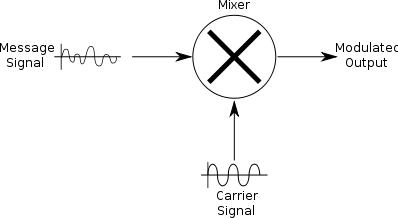 Mixer
Message
Signal
Modulated
Output
Carrier
Signal